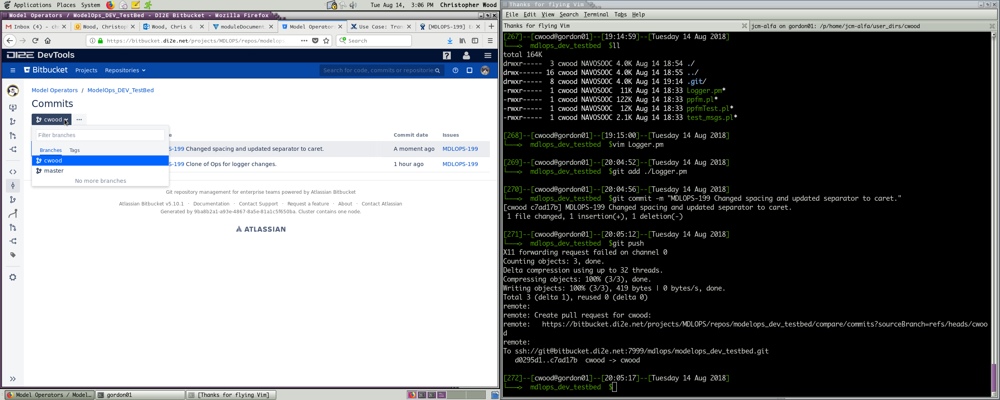 Applications Places System
Tue Aug 14, 3:06 PM Christopher Wood
Model Operators / ModelOps_DEV_TestBed - DI2E Bitbucket - Mozilla Firefox
Inbox (4) - ch
Wood, Christop
Wood, Chris G
moduleDocument
Model Operator
Use Case: Tran
[MDLOPS-199] E
https://bitbucket.di2e.net/projects/MDLOPS/repos/modelops_
Search
DI2E DevTools
Bitbucket Projects Repositories
Search for code, commits or repositories
Model Operators / ModelOps_DEV_TestBed
Commits
cwood
Filter branches
Branches Tags
cwood
master
No more branches
e Commit date Issues
S-199 Changed spacing and updated separator to caret. A moment ago MDLOPS-199
S-199 Clone of Ops for logger changes. 1 hour ago MDLOPS-199
Git repository management for enterprise teams powered by Atlassian Bitbucket
Atlassian Bitbucket v5.10.1 · Documentation · Contact Support · Request a feature · About · Contact Atlassian
Generated by 9ba8b2a1-a93e-4867-8a5e-81a1c5f650ba. Cluster contains one node.
ATLASSIAN
Model Operators / Model...
gordon01
[Thanks for flying Vim]
Thanks for flying Vim
File Edit View Search Terminal Tabs Help
Thanks for flying Vim
jcm-alfa on gordon01: /p/home/jcm-alfa/user_dirs/cwood
[267]--[cwood@gordon01]--[19:14:59]--[Tuesday 14 Aug 2018]
└───> mdlops_dev_testbed $ll
total 164K
drwxr----- 3 cwood NAVOSOOC 4.0K Aug 14 18:54 ./
drwx------ 16 cwood NAVOSOOC 4.0K Aug 14 18:55 ../
drwxr----- 8 cwood NAVOSOOC 4.0K Aug 14 19:14 .git/
-rwxr----- 1 cwood NAVOSOOC 11K Aug 14 18:33 Logger.pm*
-rwxr----- 1 cwood NAVOSOOC 122K Aug 14 18:33 ppfm.pl*
-rwxr----- 1 cwood NAVOSOOC 12K Aug 14 18:33 ppfmTest.pl*
-rwxr----- 1 cwood NAVOSOOC 2.1K Aug 14 18:33 test_msgs.pl*
[268]--[cwood@gordon01]--[19:15:00]--[Tuesday 14 Aug 2018]
└───> mdlops_dev_testbed $vim Logger.pm
[269]--[cwood@gordon01]--[20:04:52]--[Tuesday 14 Aug 2018]
└───> mdlops_dev_testbed $git add ./Logger.pm
[270]--[cwood@gordon01]--[20:04:56]--[Tuesday 14 Aug 2018]
└───> mdlops_dev_testbed $git commit -m "MDLOPS-199 Changed spacing and updated separator to caret."
[cwood c7ad17b] MDLOPS-199 Changed spacing and updated separator to caret.
1 file changed, 1 insertion(+), 1 deletion(-)
[271]--[cwood@gordon01]--[20:05:12]--[Tuesday 14 Aug 2018]
└───> mdlops_dev_testbed $git push
X11 forwarding request failed on channel 0
Counting objects: 3, done.
Delta compression using up to 32 threads.
Compressing objects: 100% (3/3), done.
Writing objects: 100% (3/3), 419 bytes | 0 bytes/s, done.
Total 3 (delta 1), reused 0 (delta 0)
remote:
remote: Create pull request for cwood:
remote: https://bitbucket.di2e.net/projects/MDLOPS/repos/modelops_dev_testbed/compare/commits?sourceBranch=refs/heads/cwoo
d
remote:
To ssh://git@bitbucket.di2e.net:7999/mdlops/modelops_dev_testbed.git
d0295d1..c7ad17b cwood -> cwood
[272]--[cwood@gordon01]--[20:05:17]--[Tuesday 14 Aug 2018]
└───> mdlops_dev_testbed $